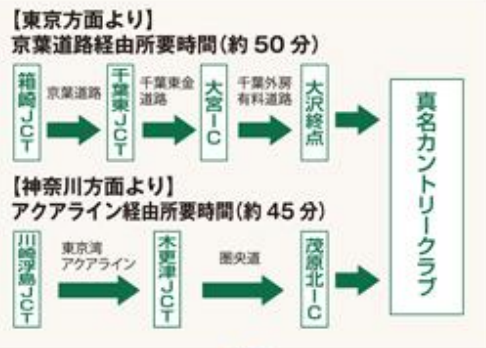 【東京方面より】
京葉道路経由所要時間(約50分)
箱崎JCT
京葉道路
千葉東JCT
千葉東金
道路
大宮IC
千葉外房
有料道路
大沢終点
真名カントリークラブ
【神奈川方面より】
アクアライン経由所要時間(約45分)
川崎浮島JCT
東京湾
アクアライン
木更津JCT
圏央道
茂原北IC